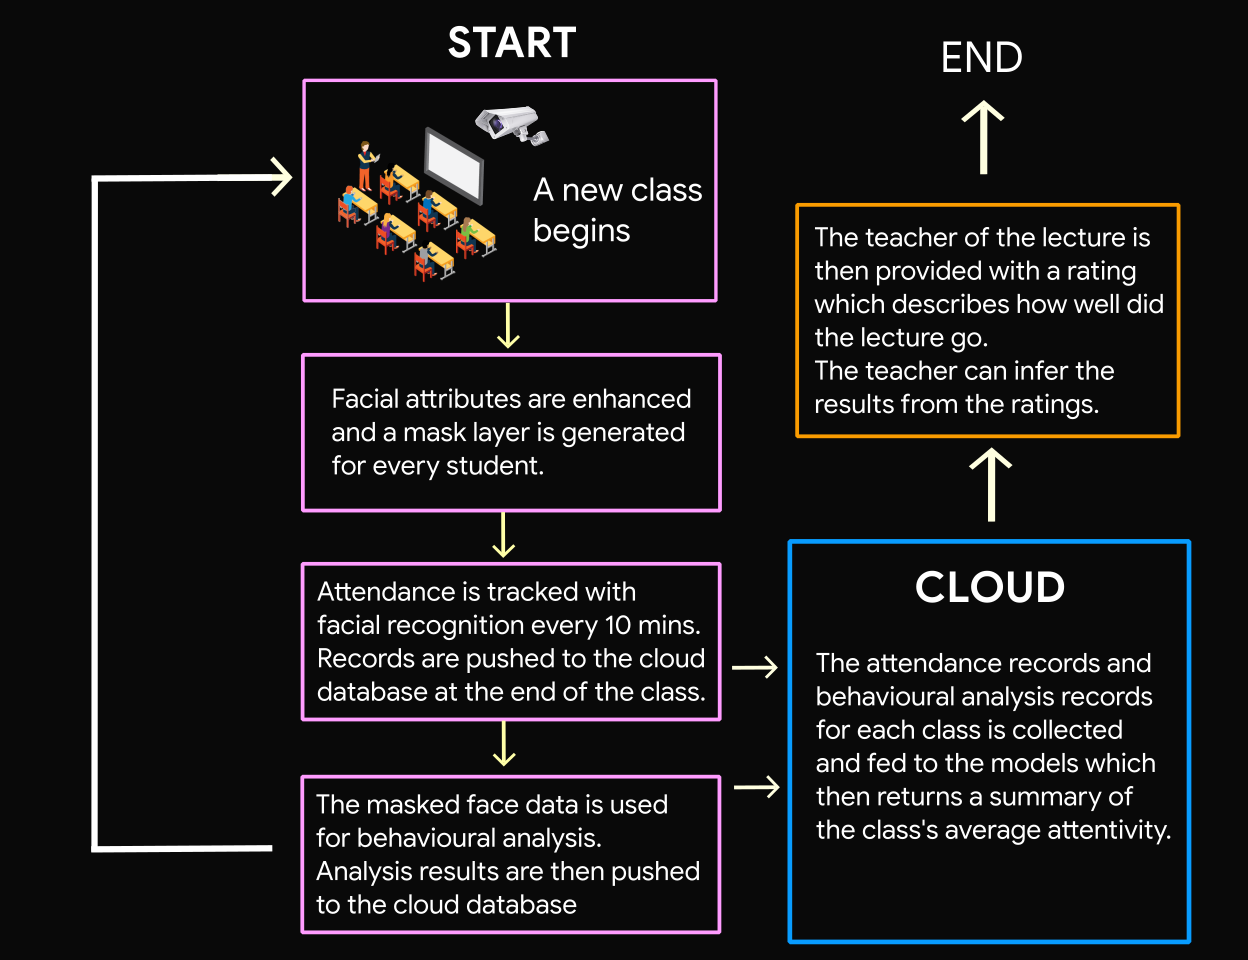 START
A new class
begins
Facial attributes are enhanced
and a mask layer is generated
for every student.
Attendance is tracked with
facial recognition every 10 mins.
Records are pushed to the cloud
database at the end of the class.
The masked face data is used
for behavioural analysis.
Analysis results are then pushed
to the cloud database
CLOUD
The attendance records and
behavioural analysis records
for each class is collected
and fed to the models which
then returns a summary of
the class's average attentivity.
The teacher of the lecture is
then provided with a rating
which describes how well did
the lecture go.
The teacher can infer the
results from the ratings.
END